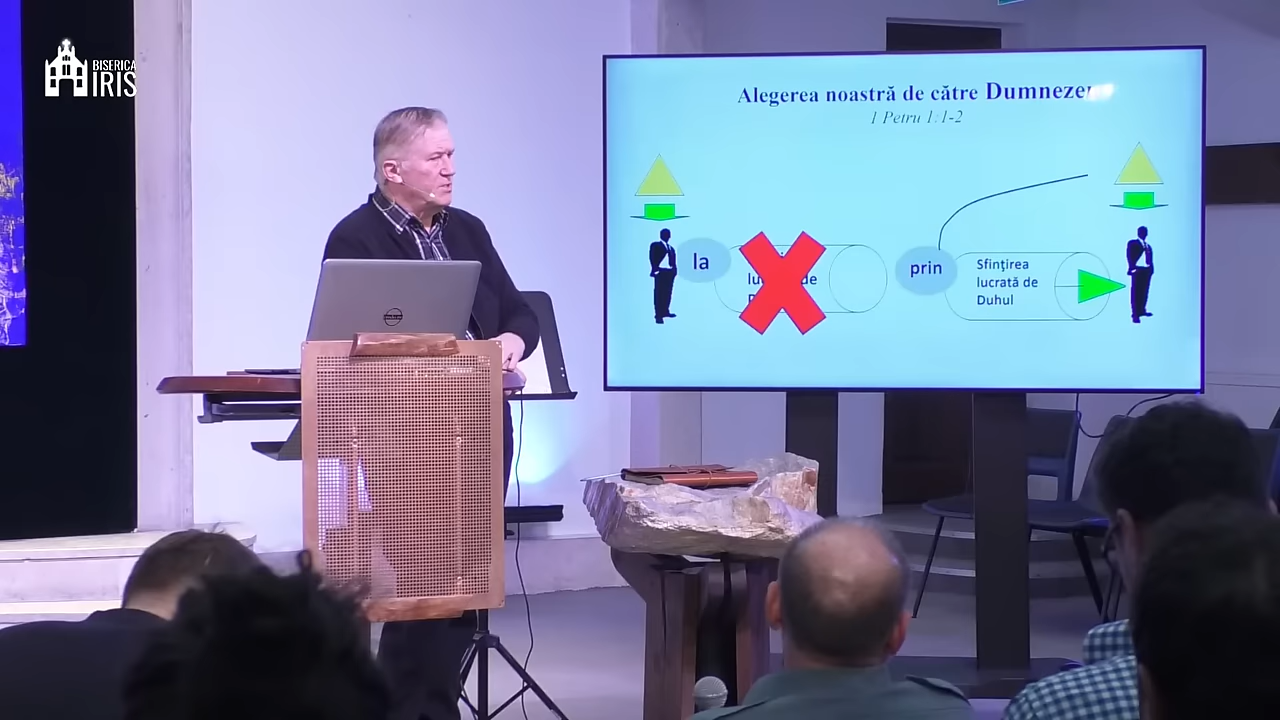 BISERICA
IRIS
Alegerea noastră de către
1 Petru 1:1-2
la
prin
Sfințirea
lucrată de
Duhul